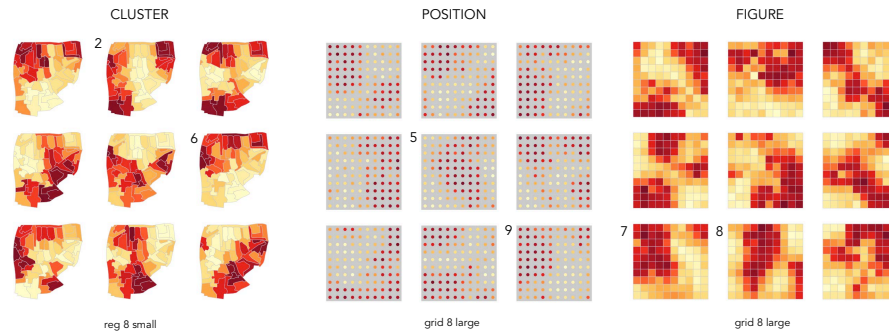 CLUSTER POSITION FIGURE
2
6 5
9 7 8
reg 8 small grid 8 large grid 8 large